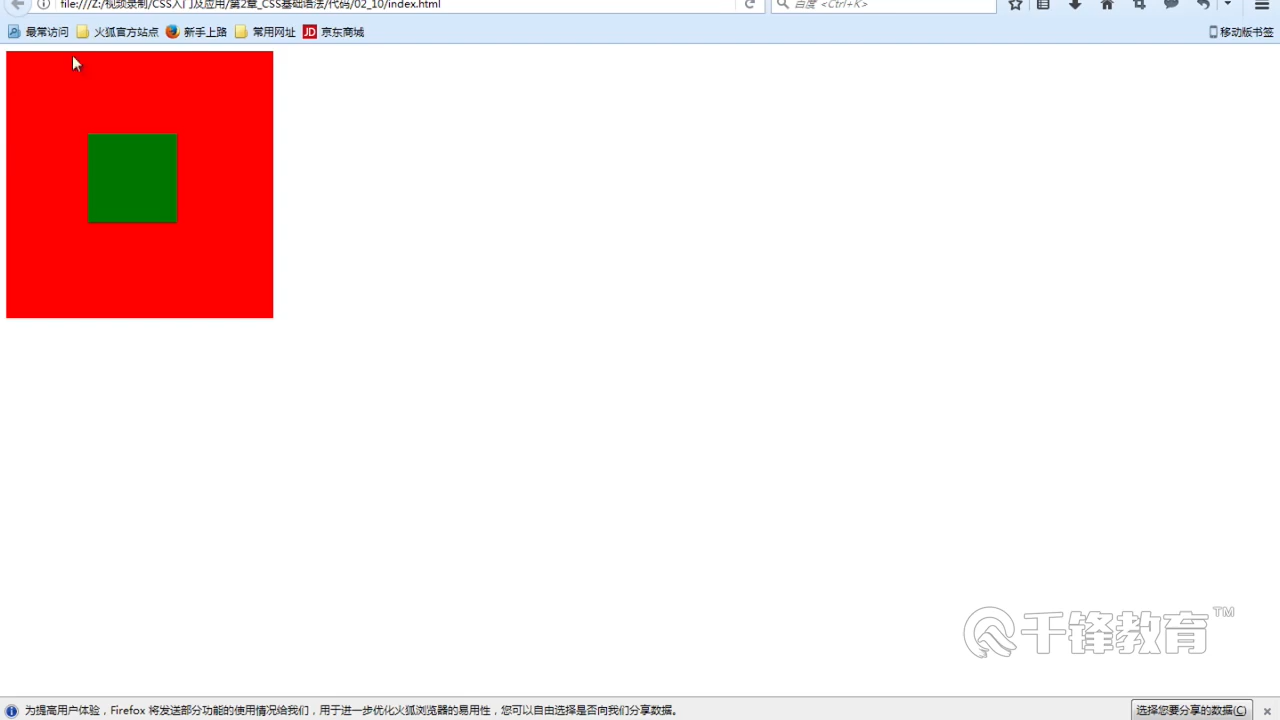 file:///Z:/视频录制/CSS入门及应用/第2章_CSS基础语法/代码/02_10/index.html
百度 <Ctrl+K>
最常访问 火狐官方站点 新手上路 常用网址 JD 京东商城 移动版书签
千锋教育TM
为提高用户体验，Firefox 将发送部分功能的使用情况给我们，用于进一步优化火狐浏览器的易用性，您可以自由选择是否向我们分享数据。 选择您要分享的数据(C)